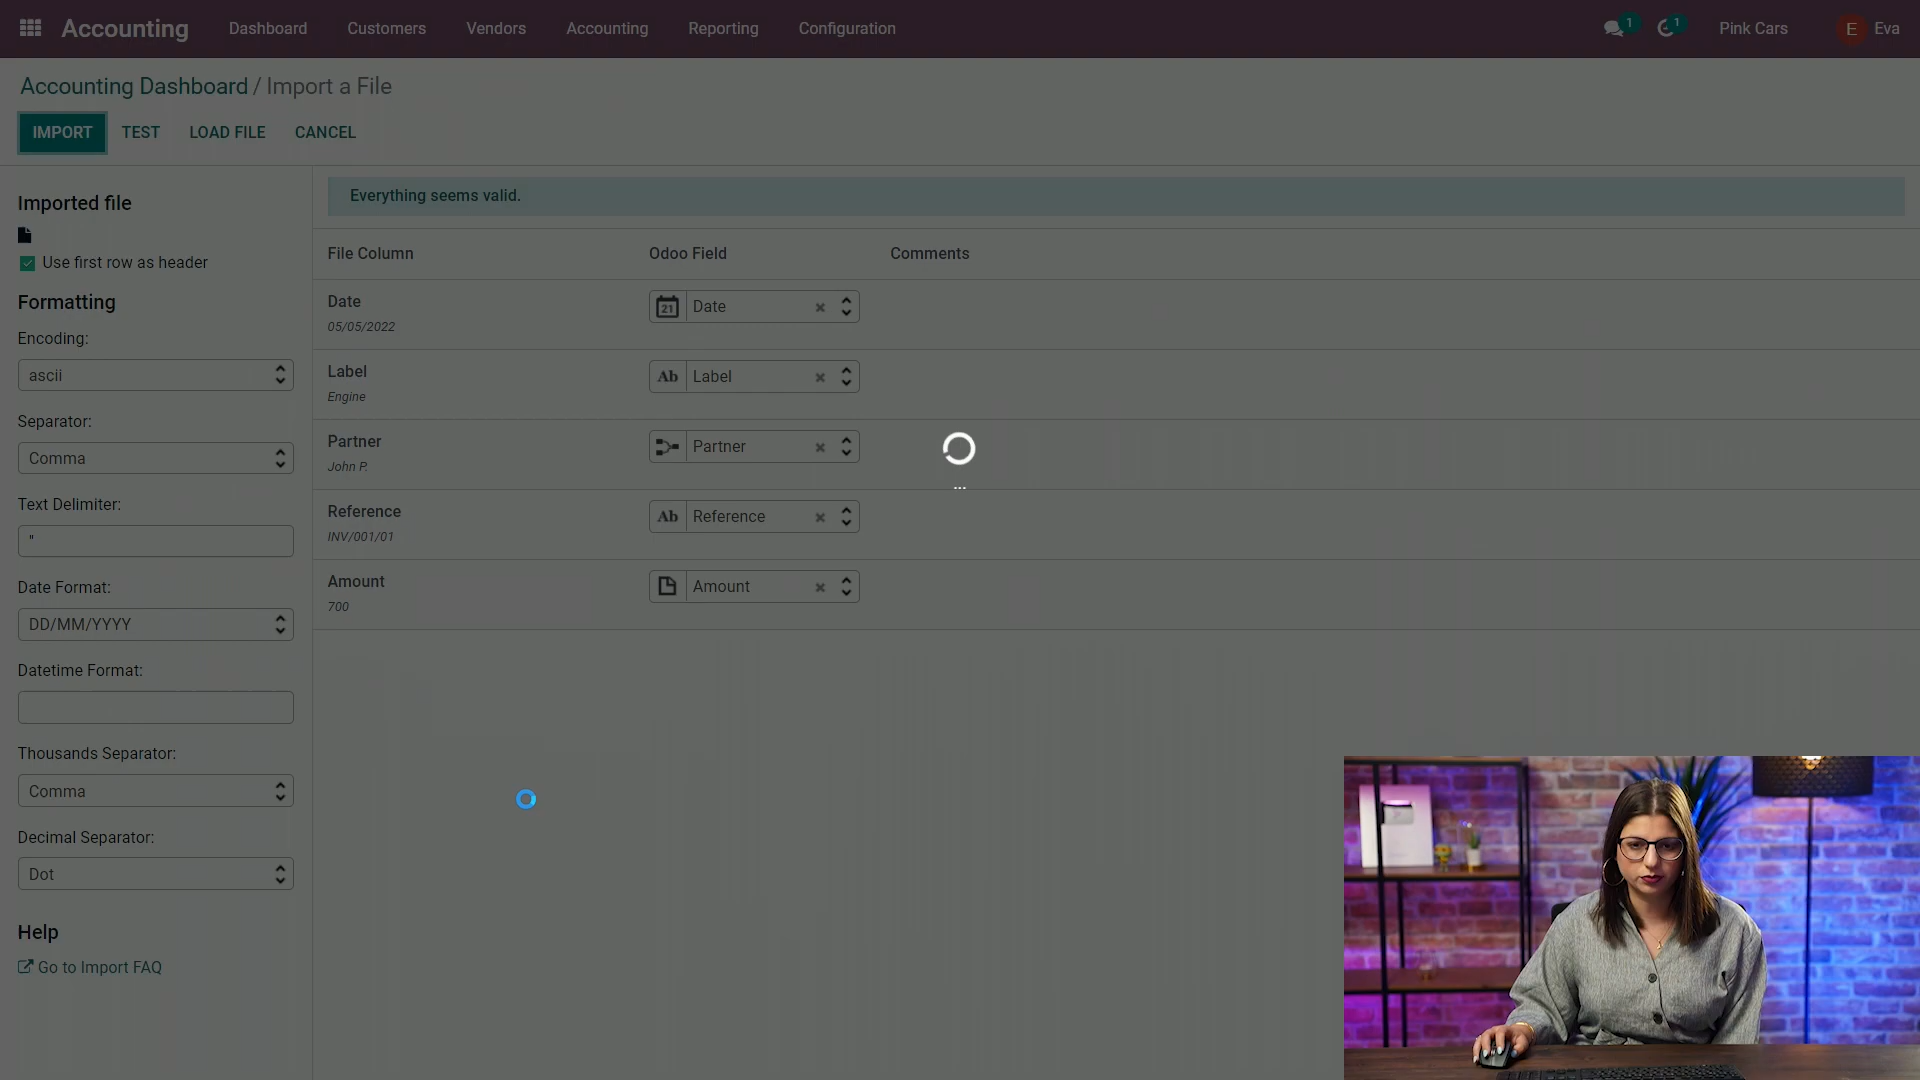 Accounting Dashboard Customers Vendors Accounting Reporting Configuration 1 1 Pink Cars E Eva
Accounting Dashboard / Import a File
IMPORT TEST LOAD FILE CANCEL
Imported file
Use first row as header
Formatting
Encoding:
ascii
Separator:
Comma
Text Delimiter:
"
Date Format:
DD/MM/YYYY
Datetime Format:
Thousands Separator:
Comma
Decimal Separator:
Dot
Help
Go to Import FAQ
Everything seems valid.
File Column Odoo Field Comments
Date 21 Date
05/05/2022
Label Ab Label
Engine
Partner Partner
John P.
...
Reference Ab Reference
INV/001/01
Amount Amount
700